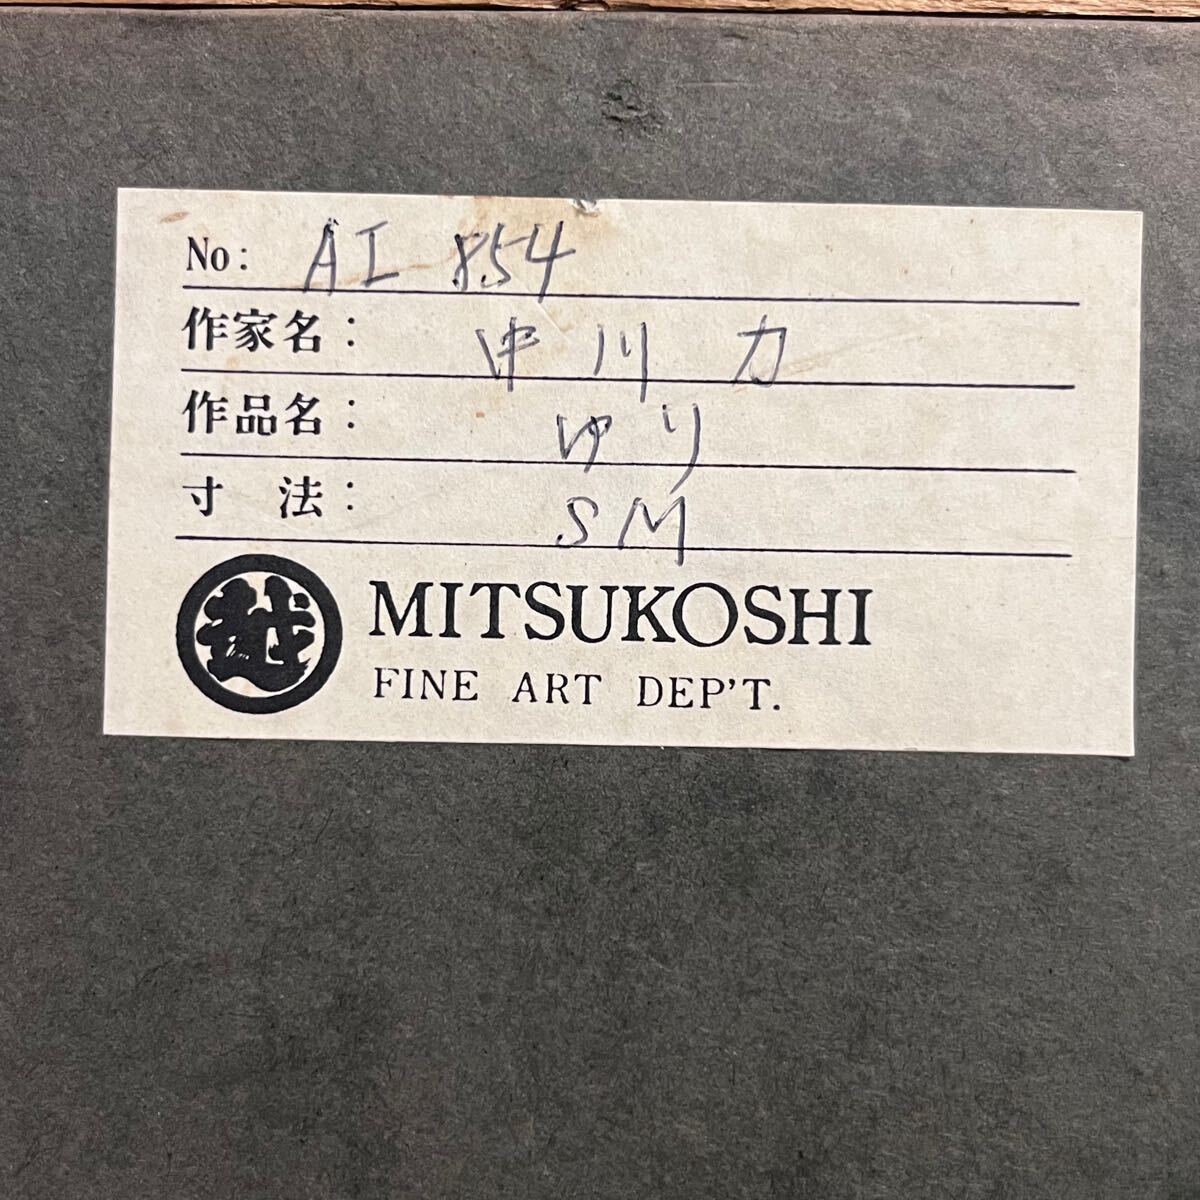 No: AI 854
作家名: 中川 力
作品名: ゆり
寸 法: SM
越 MITSUKOSHI
FINE ART DEP'T.